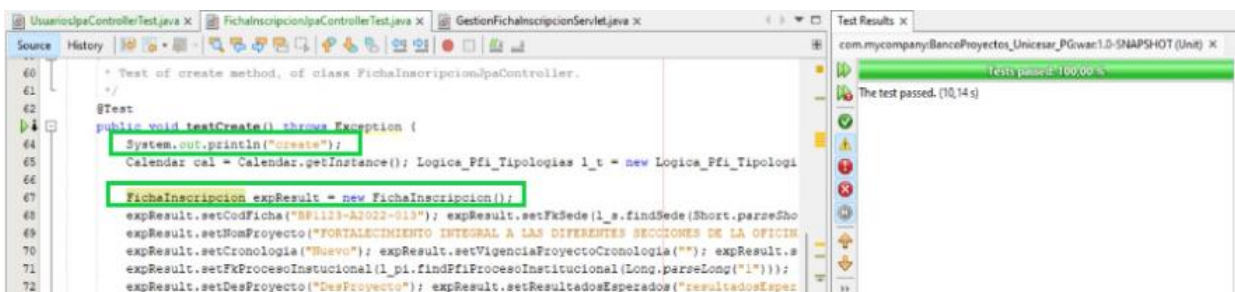 UsuariosJpaControllerTest.java × FichaInscripcionJpaControllerTest.java × GestionFichaInscripcionServlet.java ×
Test Results ×
Source History
com.mycompany:BancoProyectos_Unicesar_PG:war:1.0-SNAPSHOT (Unit) ×
60 * Test of create method, of class FichaInscripcionJpaController.
Tests passed: 100,00 %
61 */
The test passed. (10,14 s)
62 @Test
public void testCreate() throws Exception {
64 System.out.println("create");
65 Calendar cal = Calendar.getInstance(); Logica_Pfi_Tipologias l_t = new Logica_Pfi_Tipologi
66
67 FichaInscripcion expResult = new FichaInscripcion();
68 expResult.setCodFicha("BP1123-A2022-013"); expResult.setFkSede(l_s.findSede(Short.parseSho
69 expResult.setNomProyecto("FORTALECIMIENTO INTEGRAL A LAS DIFERENTES SECCIONES DE LA OFICIN
70 expResult.setCronologia("Nuevo"); expResult.setVigenciaProyectoCronologia(""); expResult.s
71 expResult.setFkProcesoInstucional(l_pi.findPfiProcesoInstitucional(Long.parseLong("1")));
72 expResult.setDesProyecto("DesProyecto"); expResult.setResultadosEsperados("resultadosEsper